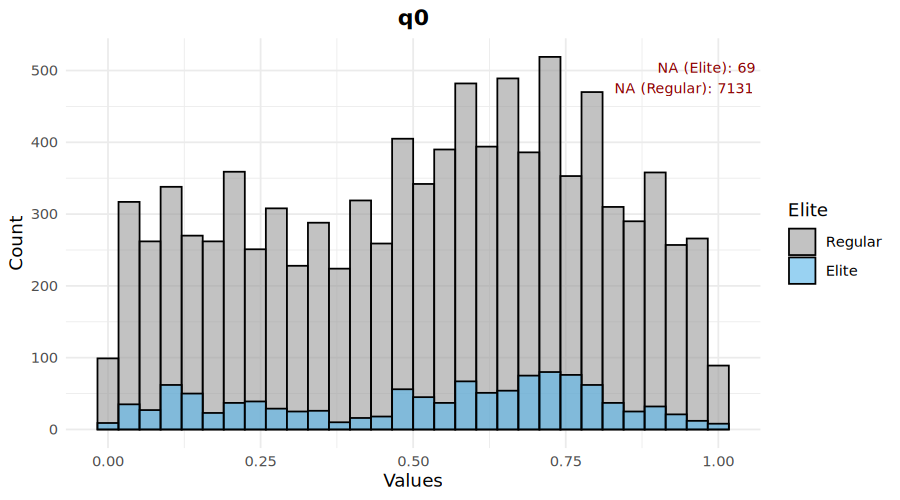 q0
NA (Elite): 69
NA (Regular): 7131
500
400
300
200
100
0
Count
0.00 0.25 0.50 0.75 1.00
Values
Elite
Regular
Elite